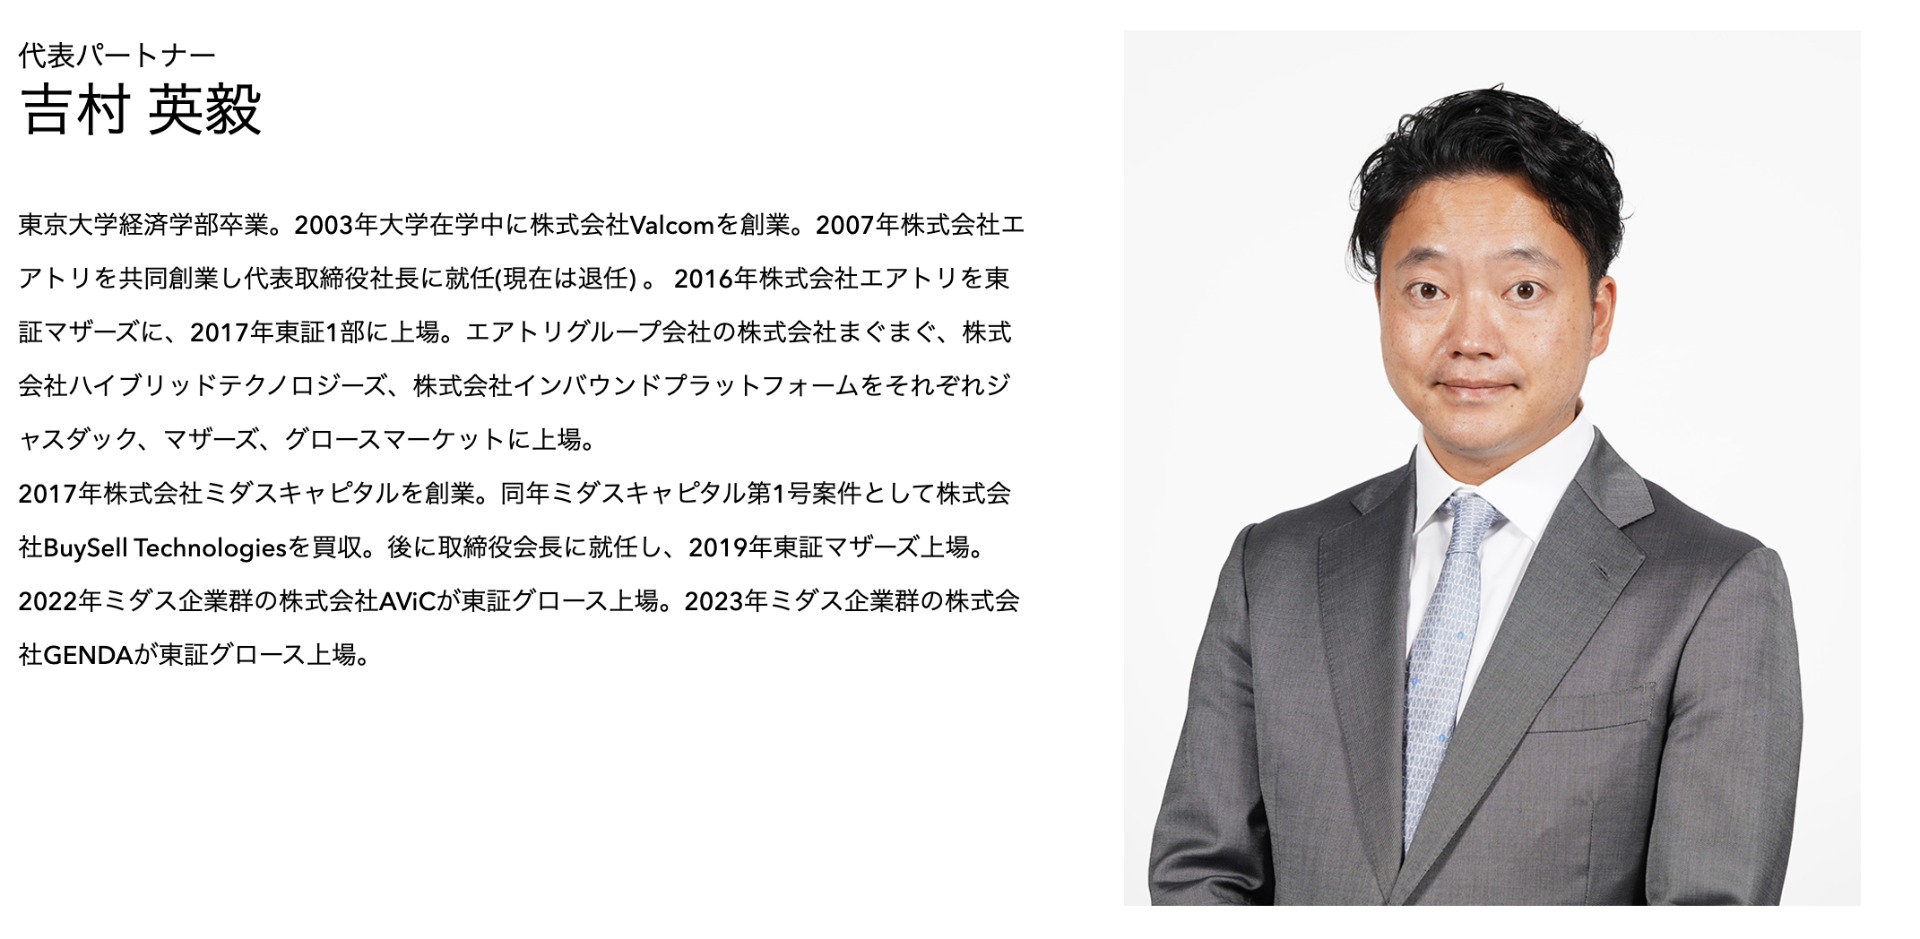 代表パートナー
吉村 英毅
東京大学経済学部卒業。2003年大学在学中に株式会社Valcomを創業。2007年株式会社エ
アトリを共同創業し代表取締役社長に就任(現在は退任) 。 2016年株式会社エアトリを東
証マザーズに、2017年東証1部に上場。エアトリグループ会社の株式会社まぐまぐ、株式
会社ハイブリッドテクノロジーズ、株式会社インバウンドプラットフォームをそれぞれジ
ャスダック、マザーズ、グロースマーケットに上場。
2017年株式会社ミダスキャピタルを創業。同年ミダスキャピタル第1号案件として株式会
社BuySell Technologiesを買収。後に取締役会長に就任し、2019年東証マザーズ上場。
2022年ミダス企業群の株式会社AViCが東証グロース上場。2023年ミダス企業群の株式会
社GENDAが東証グロース上場。